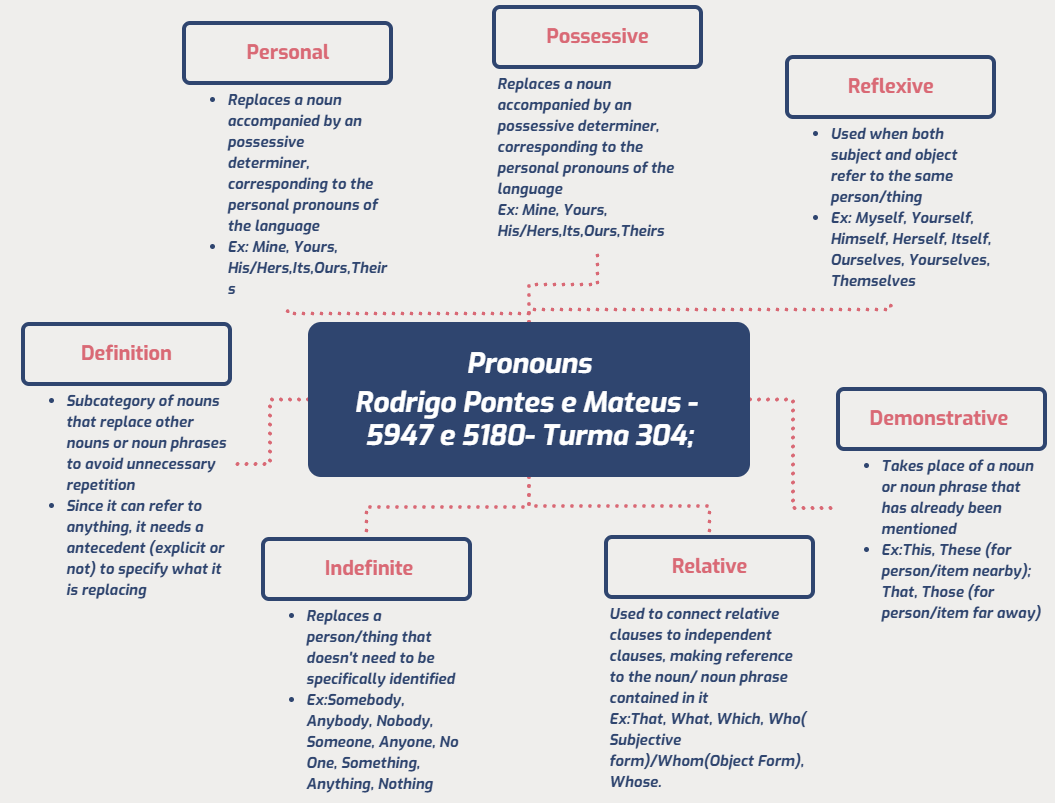 Personal
• Replaces a noun
accompanied by an
possessive
determiner,
corresponding to the
personal pronouns of
the language
• Ex: Mine, Yours,
His/Hers,Its,Ours,Their
s
Possessive
Replaces a noun
accompanied by an
possessive determiner,
corresponding to the
personal pronouns of the
language
Ex: Mine, Yours,
His/Hers,Its,Ours,Theirs
Reflexive
• Used when both
subject and object
refer to the same
person/thing
• Ex: Myself, Yourself,
Himself, Herself, Itself,
Ourselves, Yourselves,
Themselves
Definition
• Subcategory of nouns
that replace other
nouns or noun phrases
to avoid unnecessary
repetition
• Since it can refer to
anything, it needs a
antecedent (explicit or
not) to specify what it
is replacing
Pronouns
Rodrigo Pontes e Mateus -
5947 e 5180- Turma 304;
Demonstrative
• Takes place of a noun
or noun phrase that
has already been
mentioned
• Ex:This, These (for
person/item nearby);
That, Those (for
person/item far away)
Indefinite
• Replaces a
person/thing that
doesn't need to be
specifically identified
• Ex:Somebody,
Anybody, Nobody,
Someone, Anyone, No
One, Something,
Anything, Nothing
Relative
Used to connect relative
clauses to independent
clauses, making reference
to the noun/ noun phrase
contained in it
Ex:That, What, Which, Who(
Subjective
form)/Whom(Object Form),
Whose.